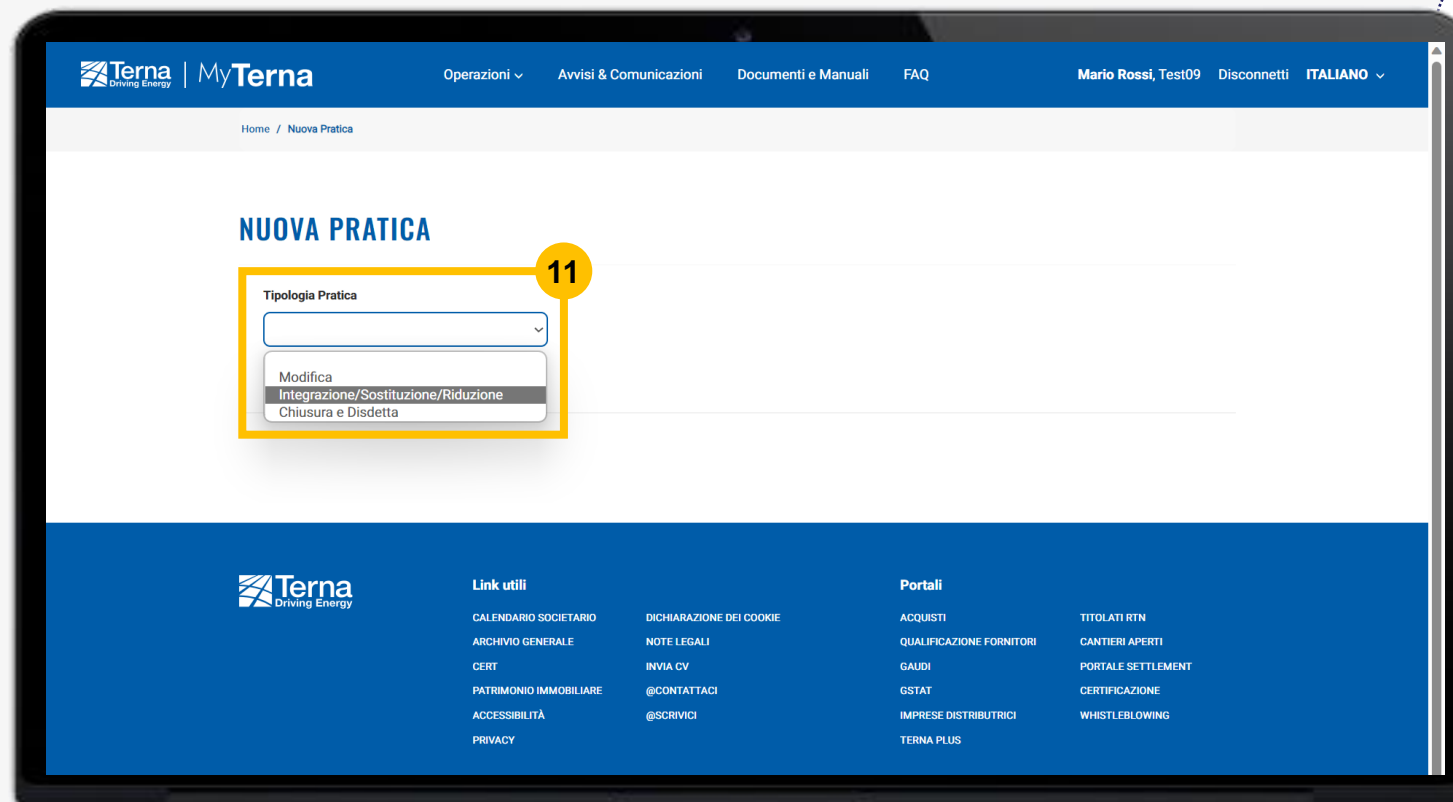 Terna
Driving Energy
MyTerna
Operazioni
Avvisi & Comunicazioni
Documenti e Manuali
FAQ
Mario Rossi, Test09
Disconnetti
ITALIANO
Home / Nuova Pratica
NUOVA PRATICA
11
Tipologia Pratica
Modifica
Integrazione/Sostituzione/Riduzione
Chiusura e Disdetta
Terna
Driving Energy
Link utili
CALENDARIO SOCIETARIO
ARCHIVIO GENERALE
CERT
PATRIMONIO IMMOBILIARE
ACCESSIBILITÀ
PRIVACY
DICHIARAZIONE DEI COOKIE
NOTE LEGALI
INVIA CV
@CONTATTACI
@SCRIVICI
Portali
ACQUISTI
QUALIFICAZIONE FORNITORI
GAUDI
GSTAT
IMPRESE DISTRIBUTRICI
TERNA PLUS
TITOLATI RTN
CANTIERI APERTI
PORTALE SETTLEMENT
CERTIFICAZIONE
WHISTLEBLOWING